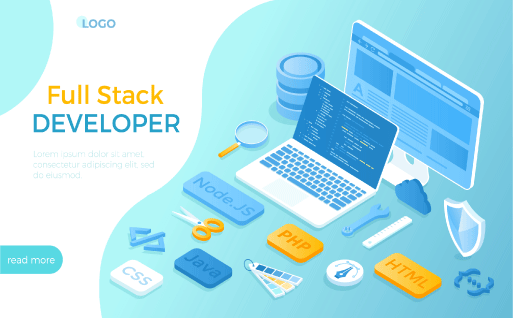 LOGO
Full Stack
DEVELOPER
Lorem ipsum dolor sit amet,
consectetur adipiscing elit, sed
do eiusmod
read more
Node.JS
PHP
CSS
Java
HTML
A